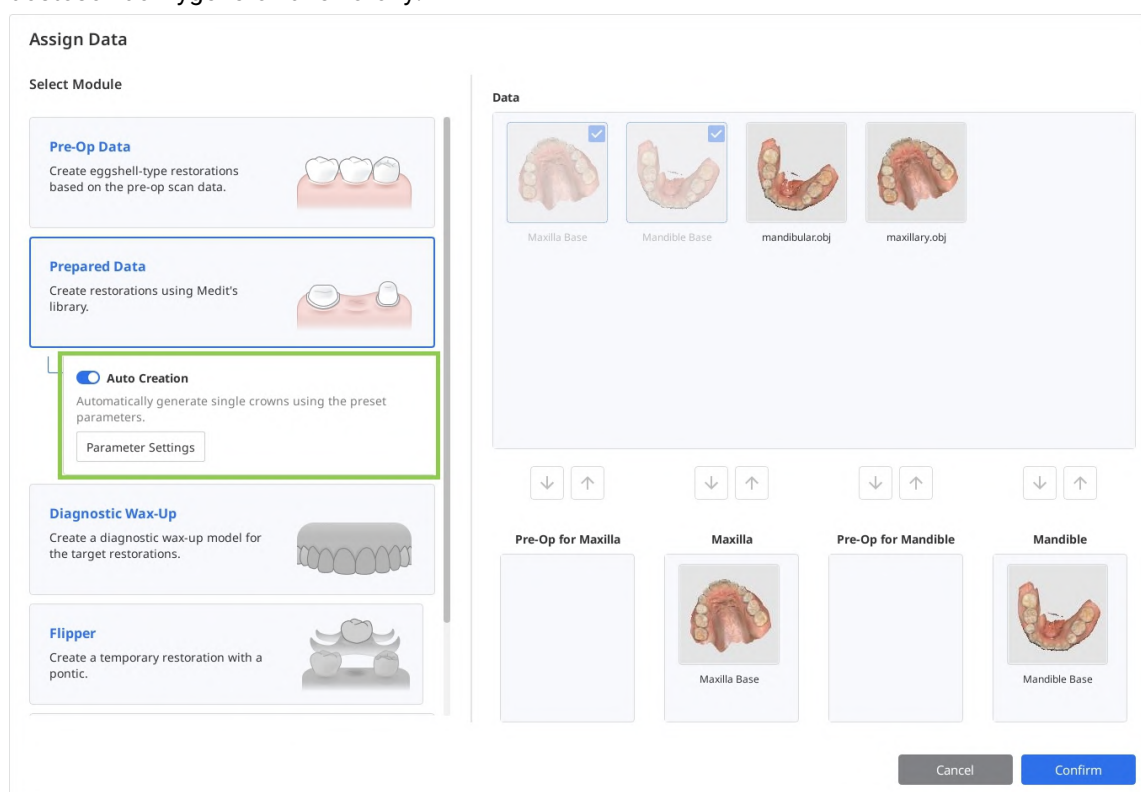 Assign Data
Select Module
Pre-Op Data
Create eggshell-type restorations
based on the pre-op scan data.
Prepared Data
Create restorations using Medit's
library.
Auto Creation
Automatically generate single crowns using the preset
parameters.
Parameter Settings
Diagnostic Wax-Up
Create a diagnostic wax-up model for
the target restorations.
Flipper
Create a temporary restoration with a
pontic.
Data
Maxilla Base
Mandible Base
mandibular.obj
maxillary.obj
Pre-Op for Maxilla
Maxilla
Pre-Op for Mandible
Mandible
Maxilla Base
Mandible Base
Cancel
Confirm